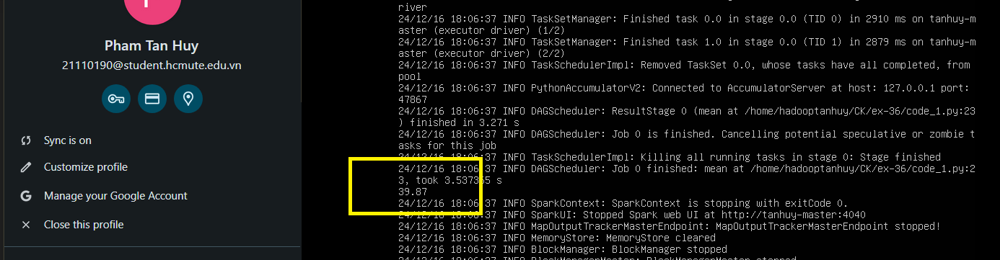 Pham Tan Huy
21110190@student.hcmute.edu.vn
Sync is on
Customize profile
Manage your Google Account
Close this profile
river
24/12/16 18:06:37 INFO TaskSetManager: Finished task 0.0 in stage 0.0 (TID 0) in 2910 ms on tanhuy-m
aster (executor driver) (1/2)
24/12/16 18:06:37 INFO TaskSetManager: Finished task 1.0 in stage 0.0 (TID 1) in 2879 ms on tanhuy-m
aster (executor driver) (2/2)
24/12/16 18:06:37 INFO TaskSchedulerImpl: Removed TaskSet 0.0, whose tasks have all completed, from
pool
24/12/16 18:06:37 INFO PythonAccumulatorV2: Connected to AccumulatorServer at host: 127.0.0.1 port:
47867
24/12/16 18:06:37 INFO DAGScheduler: ResultStage 0 (mean at /home/hadooptanhuy/CK/ex-36/code_1.py:23
) finished in 3.271 s
24/12/16 18:06:37 INFO DAGScheduler: Job 0 is finished. Cancelling potential speculative or zombie t
asks for this job
24/12/16 18:06:37 INFO TaskSchedulerImpl: Killing all running tasks in stage 0: Stage finished
24/12/16 18:06:37 INFO DAGScheduler: Job 0 finished: mean at /home/hadooptanhuy/CK/ex-36/code_1.py:2
3, took 3.537365 s
39.87
24/12/16 18:06:37 INFO SparkContext: SparkContext is stopping with exitCode 0.
24/12/16 18:06:37 INFO SparkUI: Stopped Spark web UI at http://tanhuy-master:4040
24/12/16 18:06:37 INFO MapOutputTrackerMasterEndpoint: MapOutputTrackerMasterEndpoint stopped!
24/12/16 18:06:37 INFO MemoryStore: MemoryStore cleared
24/12/16 18:06:37 INFO BlockManager: BlockManager stopped
24/12/16 18:06:37 INFO BlockManagerMaster: BlockManagerMaster stopped